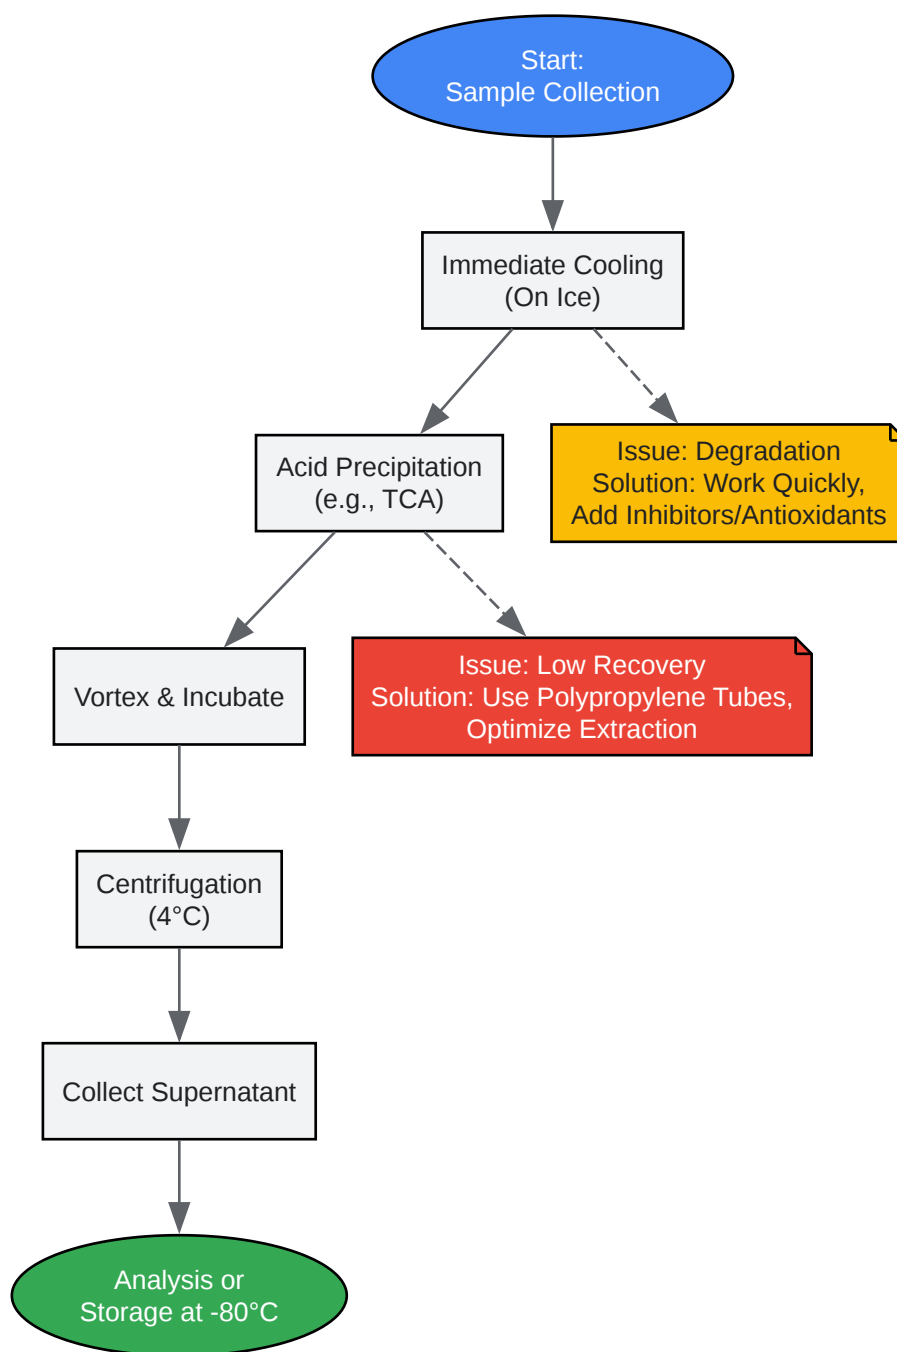 Start:
Sample Collection
Immediate Cooling
(On Ice)
Acid Precipitation
(e.g., TCA)
Issue: Degradation
Solution: Work Quickly,
Add Inhibitors/Antioxidants
Vortex & Incubate
Issue: Low Recovery
Solution: Use Polypropylene Tubes,
Optimize Extraction
Centrifugation
(4°C)
Collect Supernatant
Analysis or
Storage at -80°C